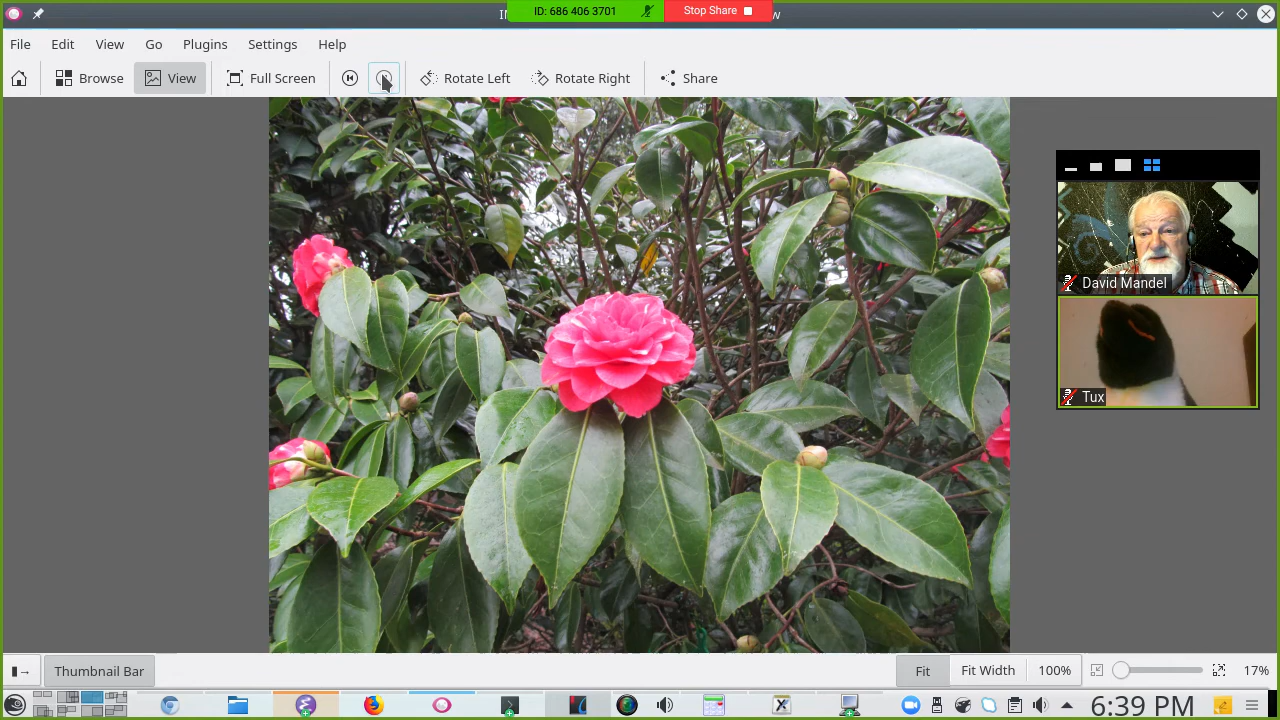 ID: 686 406 3701
Stop Share
File Edit View Go Plugins Settings Help
Browse View Full Screen Rotate Left Rotate Right Share
David Mandel
Tux
Thumbnail Bar Fit Fit Width 100% 17%
6:39 PM